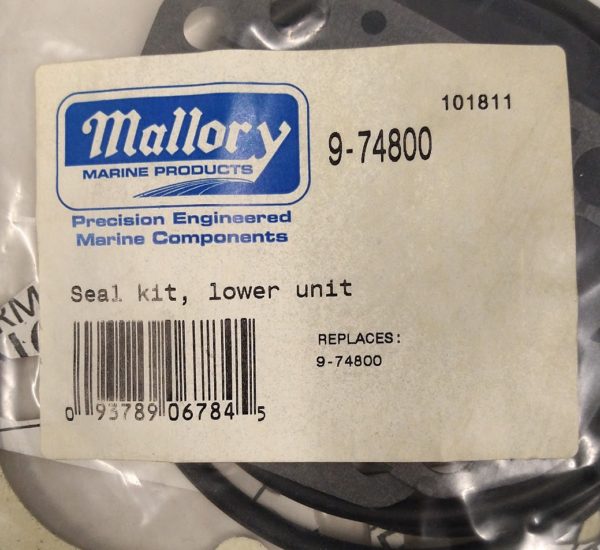 101811
Mallory
MARINE PRODUCTS
9-74800
Precision Engineered
Marine Components
Seal kit, lower unit
REPLACES:
9-74800
0 93789 06784 5
RM